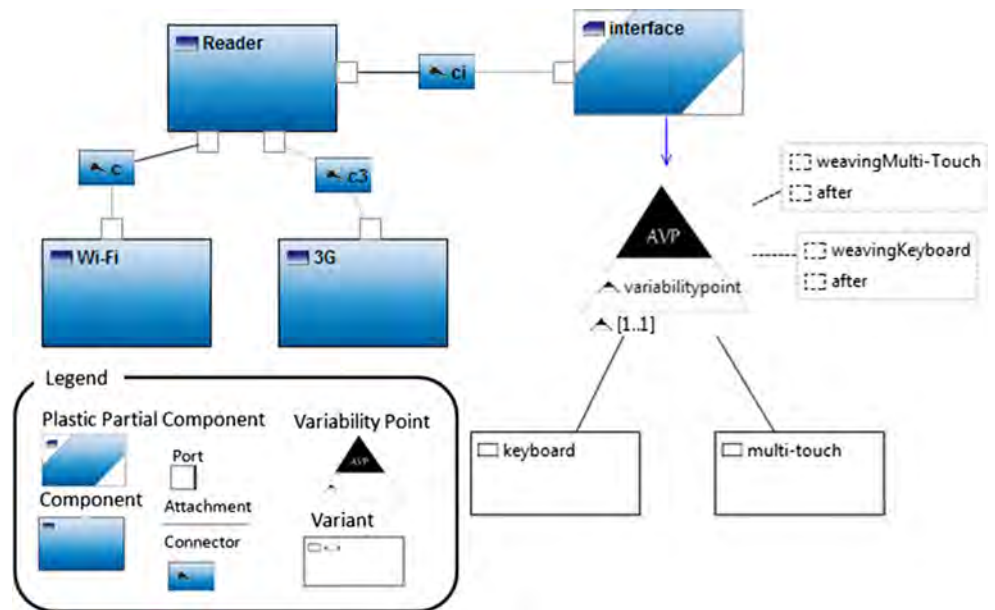 Reader
interface
ci
c
c3
Wi-Fi
3G
weavingMulti-Touch
after
AVP
weavingKeyboard
after
variabilitypoint
[1..1]
keyboard
multi-touch
Legend
Plastic Partial Component
Variability Point
AVP
Port
Component
Attachment
Variant
Connector